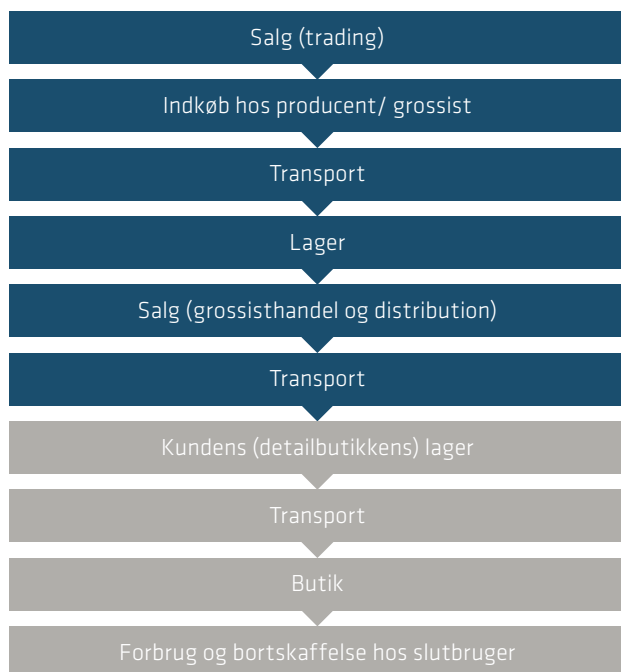 Salg (trading)
Indkøb hos producent/ grossist
Transport
Lager
Salg (grossisthandel og distribution)
Transport
Kundens (detailbutikkens) lager
Transport
Butik
Forbrug og bortskaffelse hos slutbruger